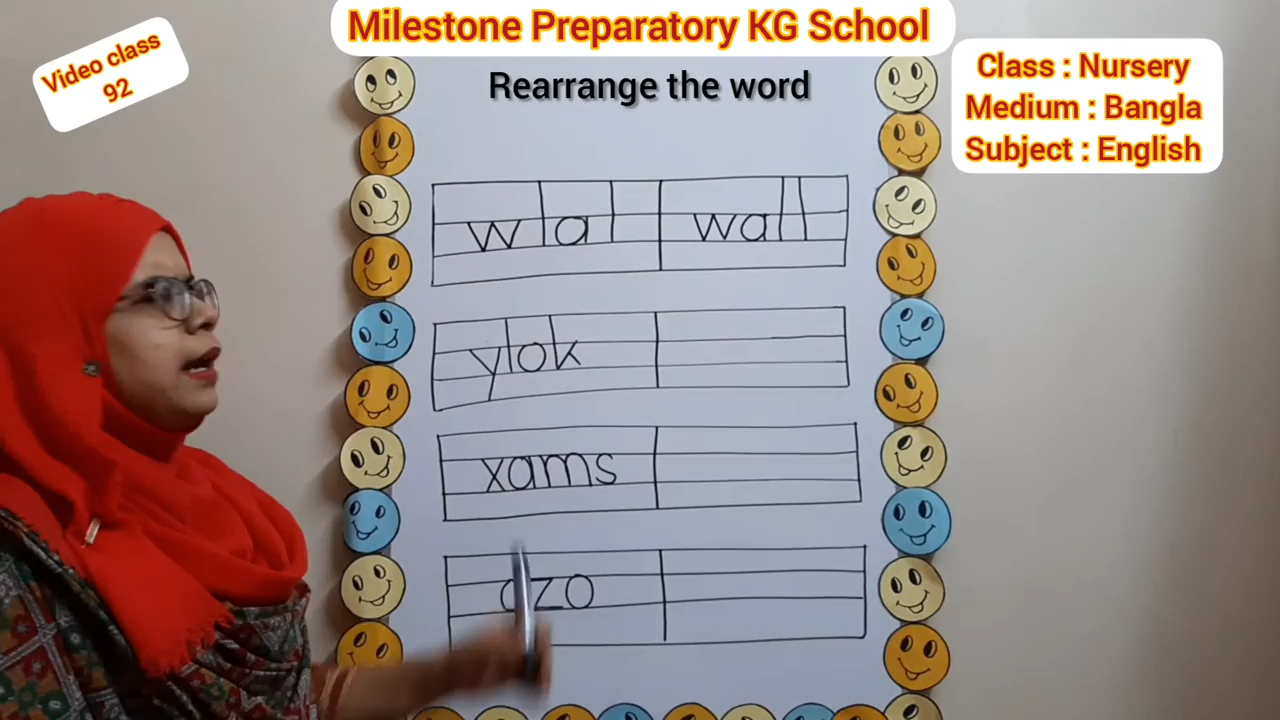 Milestone Preparatory KG School
Video class
92
Class : Nursery
Medium : Bangla
Subject : English
Rearrange the word
wlal wall
ylok
xams
ozo